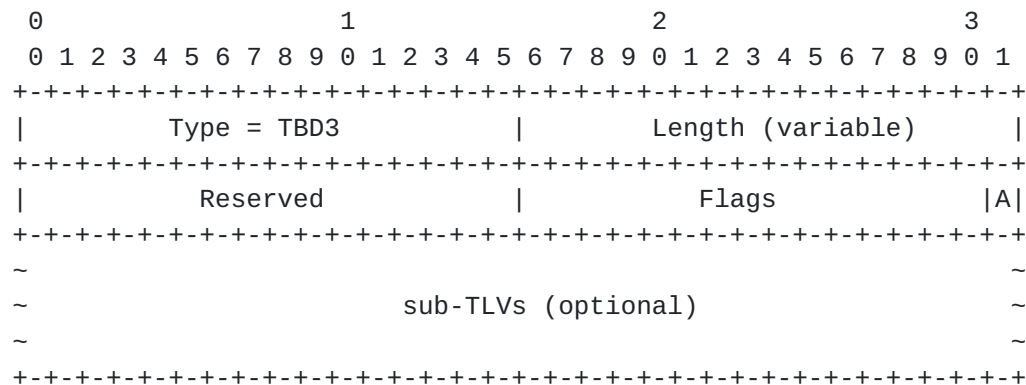 0                   1                   2                   3
 0 1 2 3 4 5 6 7 8 9 0 1 2 3 4 5 6 7 8 9 0 1 2 3 4 5 6 7 8 9 0 1
+-+-+-+-+-+-+-+-+-+-+-+-+-+-+-+-+-+-+-+-+-+-+-+-+-+-+-+-+-+-+-+-+
|         Type = TBD3           |        Length (variable)      |
+-+-+-+-+-+-+-+-+-+-+-+-+-+-+-+-+-+-+-+-+-+-+-+-+-+-+-+-+-+-+-+-+
|           Reserved            |           Flags             |A|
+-+-+-+-+-+-+-+-+-+-+-+-+-+-+-+-+-+-+-+-+-+-+-+-+-+-+-+-+-+-+-+-+
~                                                               ~
~                        sub-TLVs (optional)                    ~
~                                                               ~
+-+-+-+-+-+-+-+-+-+-+-+-+-+-+-+-+-+-+-+-+-+-+-+-+-+-+-+-+-+-+-+-+